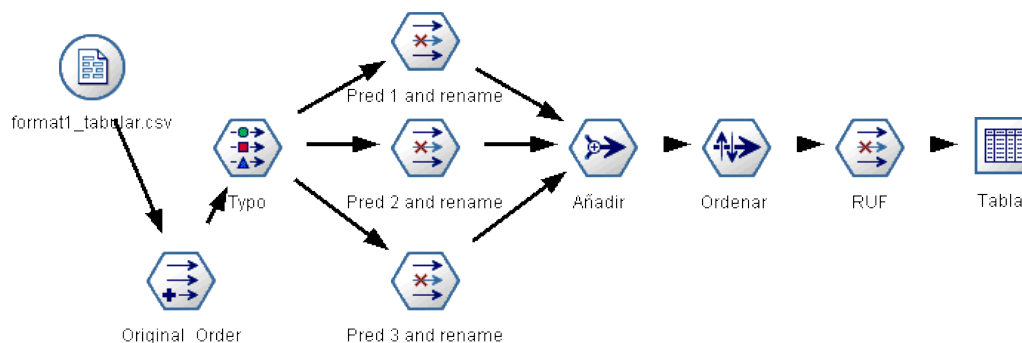 Pred 1 and rename
format1_tabular.csv
Typo
Pred 2 and rename
Añadir
Ordenar
RUF
Tabla
Original_Order
Pred 3 and rename